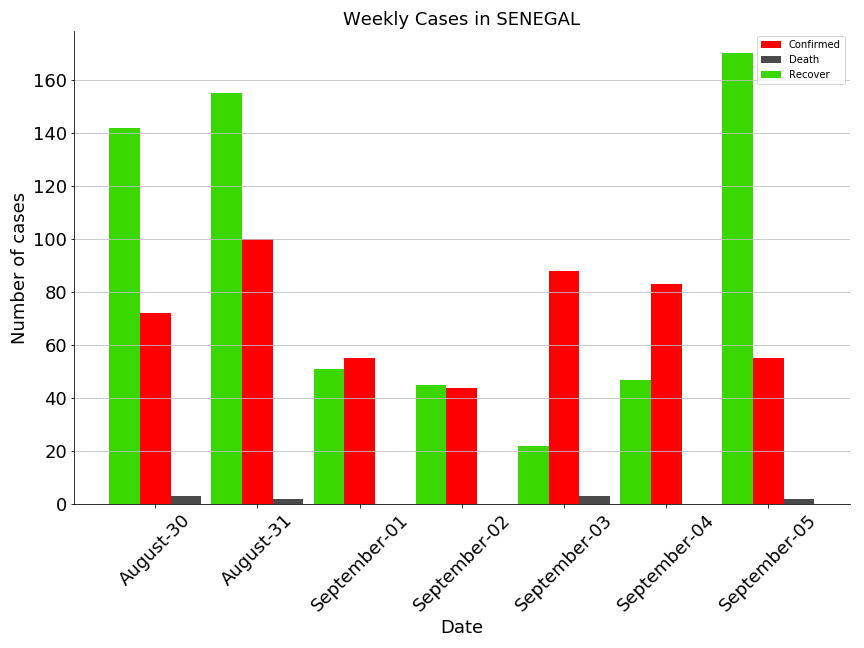 Weekly Cases in SENEGAL
Confirmed
Death
Recover
Number of cases
160
140
120
100
80
60
40
20
0
August-30
August-31
September-01
September-02
September-03
September-04
September-05
Date